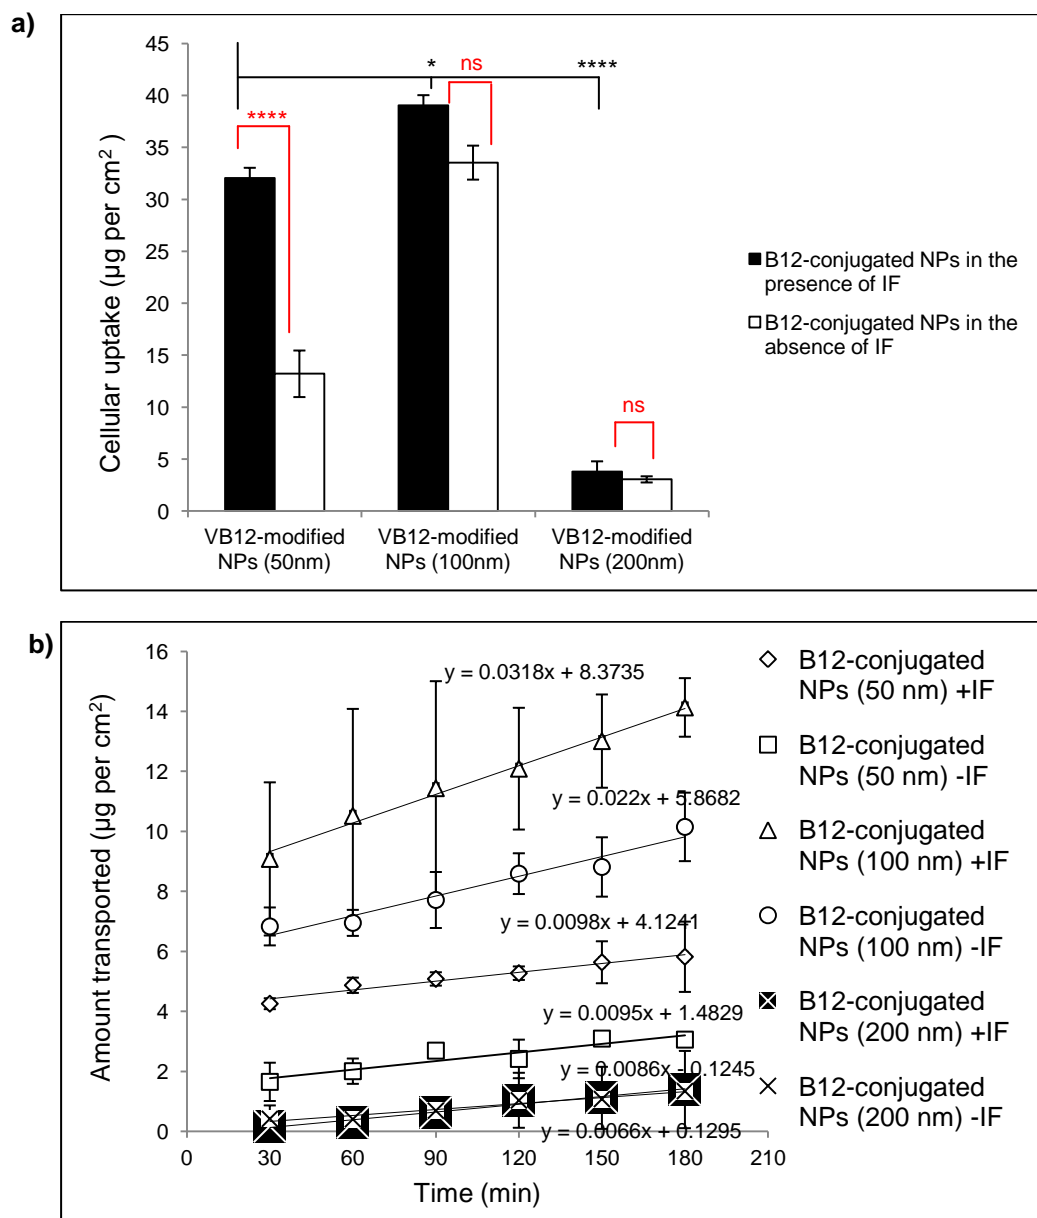 a)
45
40
35
30
25
20
15
10
5
0
Cellular uptake (µg per cm²)
****
*
ns
****
ns
VB12-modified
NPs (50nm)
VB12-modified
NPs (100nm)
VB12-modified
NPs (200nm)
B12-conjugated NPs in the
presence of IF
B12-conjugated NPs in the
absence of IF
b)
16
14
12
10
8
6
4
2
0
Amount transported (µg per cm²)
y = 0.0318x + 8.3735
y = 0.022x + 5.8682
y = 0.0098x + 4.1241
y = 0.0095x + 1.4829
y = 0.0086x - 0.1245
y = 0.0066x + 0.1295
0 30 60 90 120 150 180 210
Time (min)
B12-conjugated
NPs (50 nm) +IF
B12-conjugated
NPs (50 nm) -IF
B12-conjugated
NPs (100 nm) +IF
B12-conjugated
NPs (100 nm) -IF
B12-conjugated
NPs (200 nm) +IF
B12-conjugated
NPs (200 nm) -IF